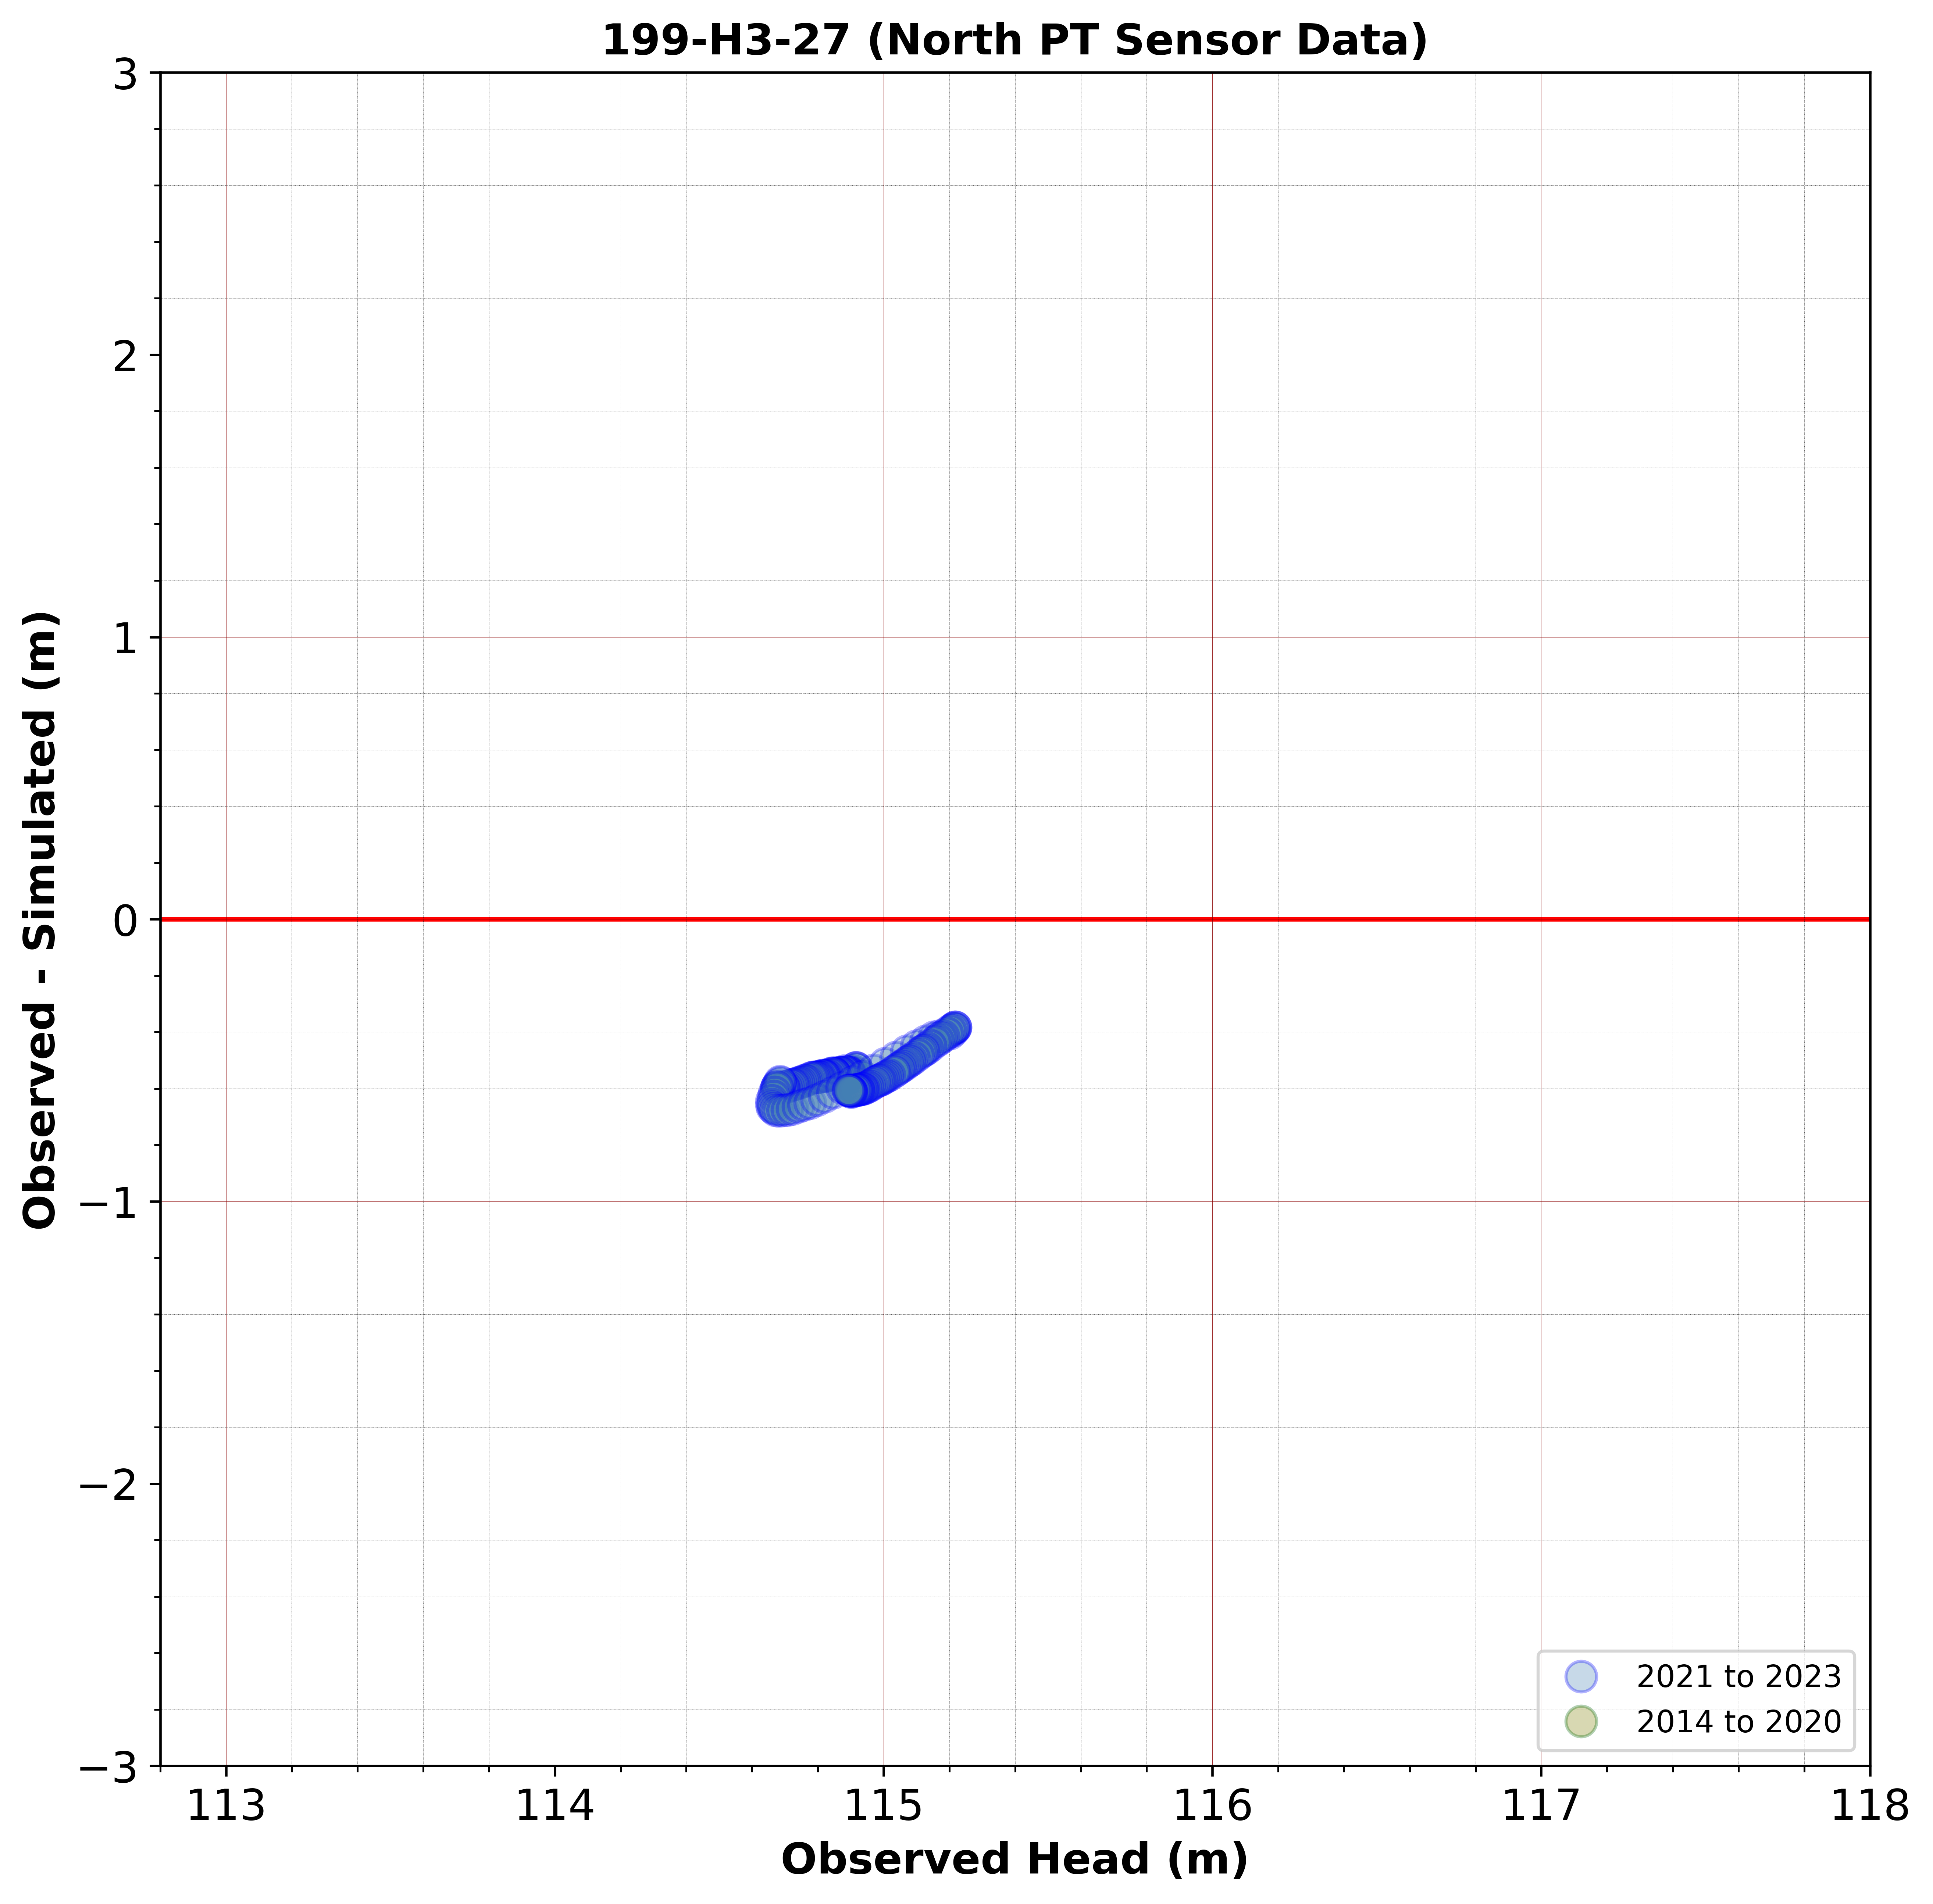 199-H3-27 (North PT Sensor Data)
3
2
1
0
−1
−2
−3
Observed - Simulated (m)
113
114
115
116
117
118
Observed Head (m)
2021 to 2023
2014 to 2020